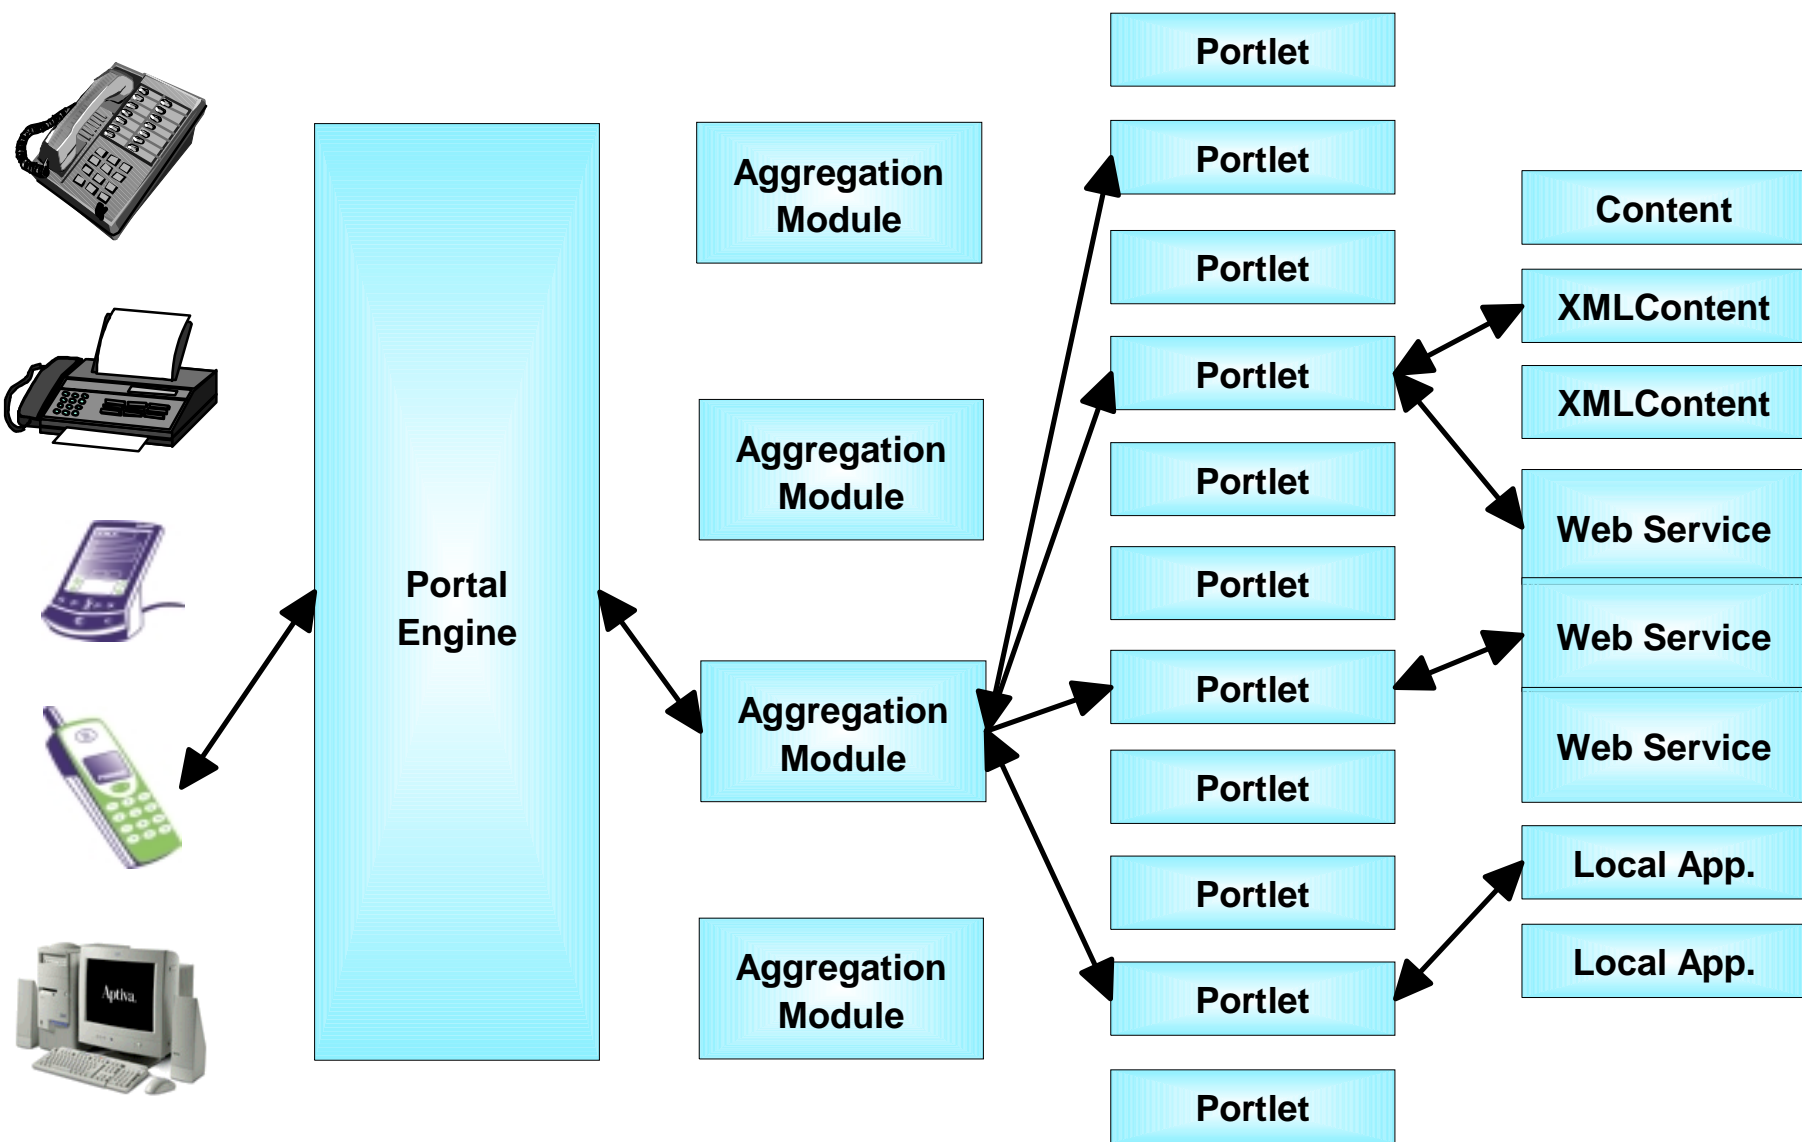 Portal
Engine
Aggregation
Module
Aggregation
Module
Aggregation
Module
Aggregation
Module
Portlet
Portlet
Portlet
Portlet
Portlet
Portlet
Portlet
Portlet
Portlet
Portlet
Portlet
Content
XMLContent
XMLContent
Web Service
Web Service
Web Service
Local App.
Local App.
Aptiva.